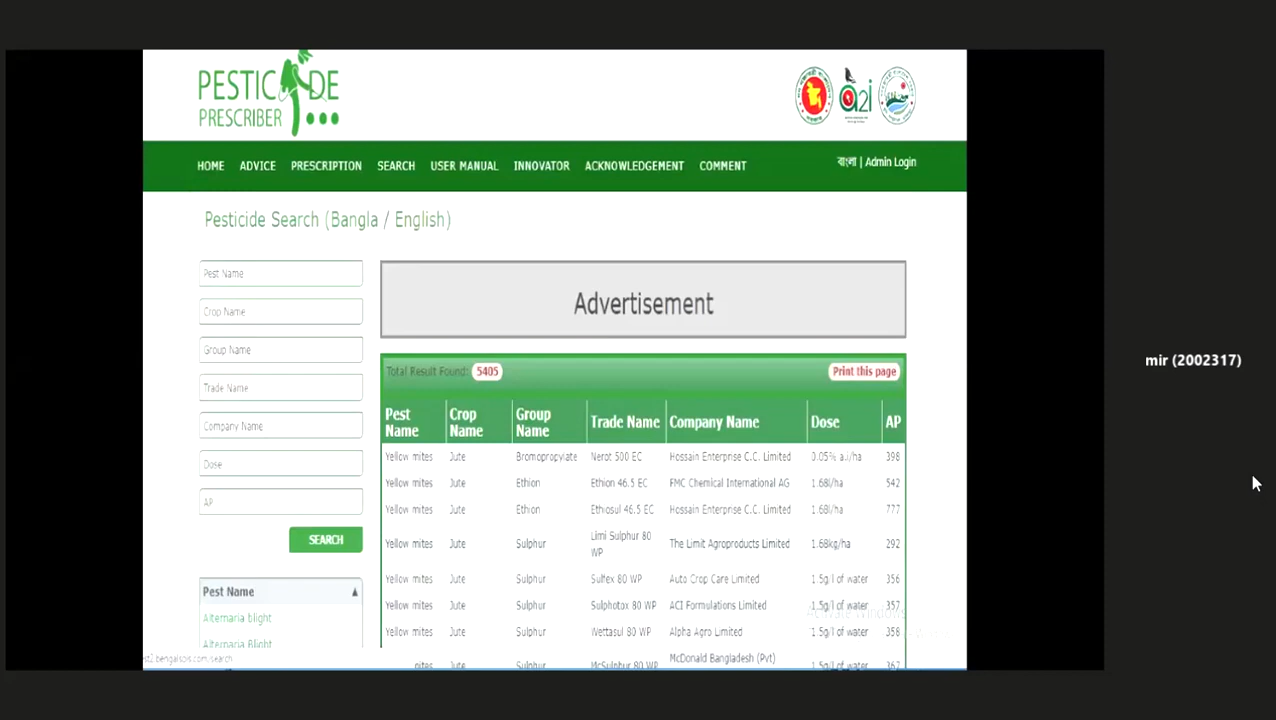 PESTICIDE
PRESCRIBER
a2i
HOME ADVICE PRESCRIPTION SEARCH USER MANUAL INNOVATOR ACKNOWLEDGEMENT COMMENT
বাংলা | Admin Login
Pesticide Search (Bangla / English)
Pest Name
Crop Name
Group Name
Trade Name
Company Name
Dose
AP
SEARCH
Pest Name ▲
Alternaria blight
Alternaria Blight
Advertisement
Total Result Found: 5405 Print this page
Pest Name Crop Name Group Name Trade Name Company Name Dose AP
Yellow mites Jute Bromopropylate Nerot 500 EC Hossain Enterprise C.C. Limited 0.05% a.i/ha 398
Yellow mites Jute Ethion Ethion 46.5 EC FMC Chemical International AG 1.68l/ha 542
Yellow mites Jute Ethion Ethiosul 46.5 EC Hossain Enterprise C.C. Limited 1.68l/ha 777
Yellow mites Jute Sulphur Limi Sulphur 80 WP The Limit Agroproducts Limited 1.68kg/ha 292
Yellow mites Jute Sulphur Sulfex 80 WP Auto Crop Care Limited 1.5g/l of water 356
Yellow mites Jute Sulphur Sulphotox 80 WP ACI Formulations Limited 1.5g/l of water 357
Yellow mites Jute Sulphur Wettasul 80 WP Alpha Agro Limited 1.5g/l of water 358
ites Jute Sulphur McSulphur 80 WP McDonald Bangladesh (Pvt) 1.5g/l of water 367
Activate Windows
mir (2002317)